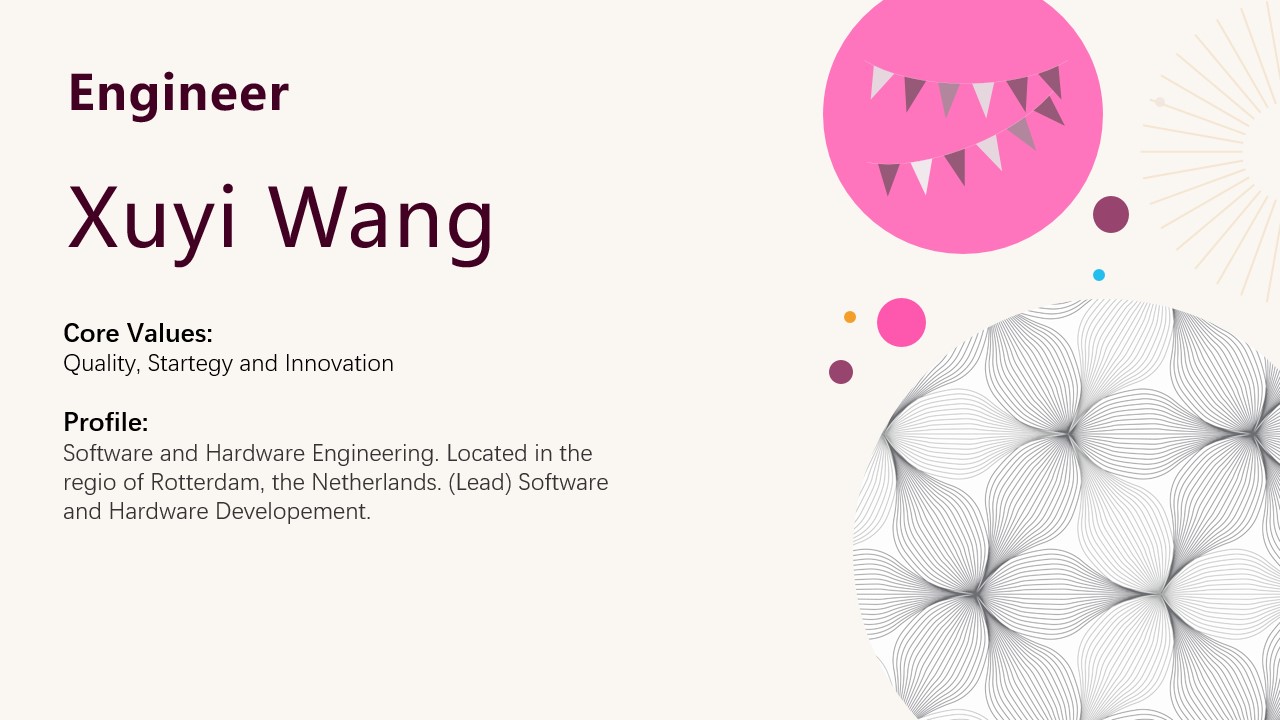 Engineer
Xuyi Wang
Core Values:
Quality, Startegy and Innovation
Profile:
Software and Hardware Engineering. Located in the
regio of Rotterdam, the Netherlands. (Lead) Software
and Hardware Developement.